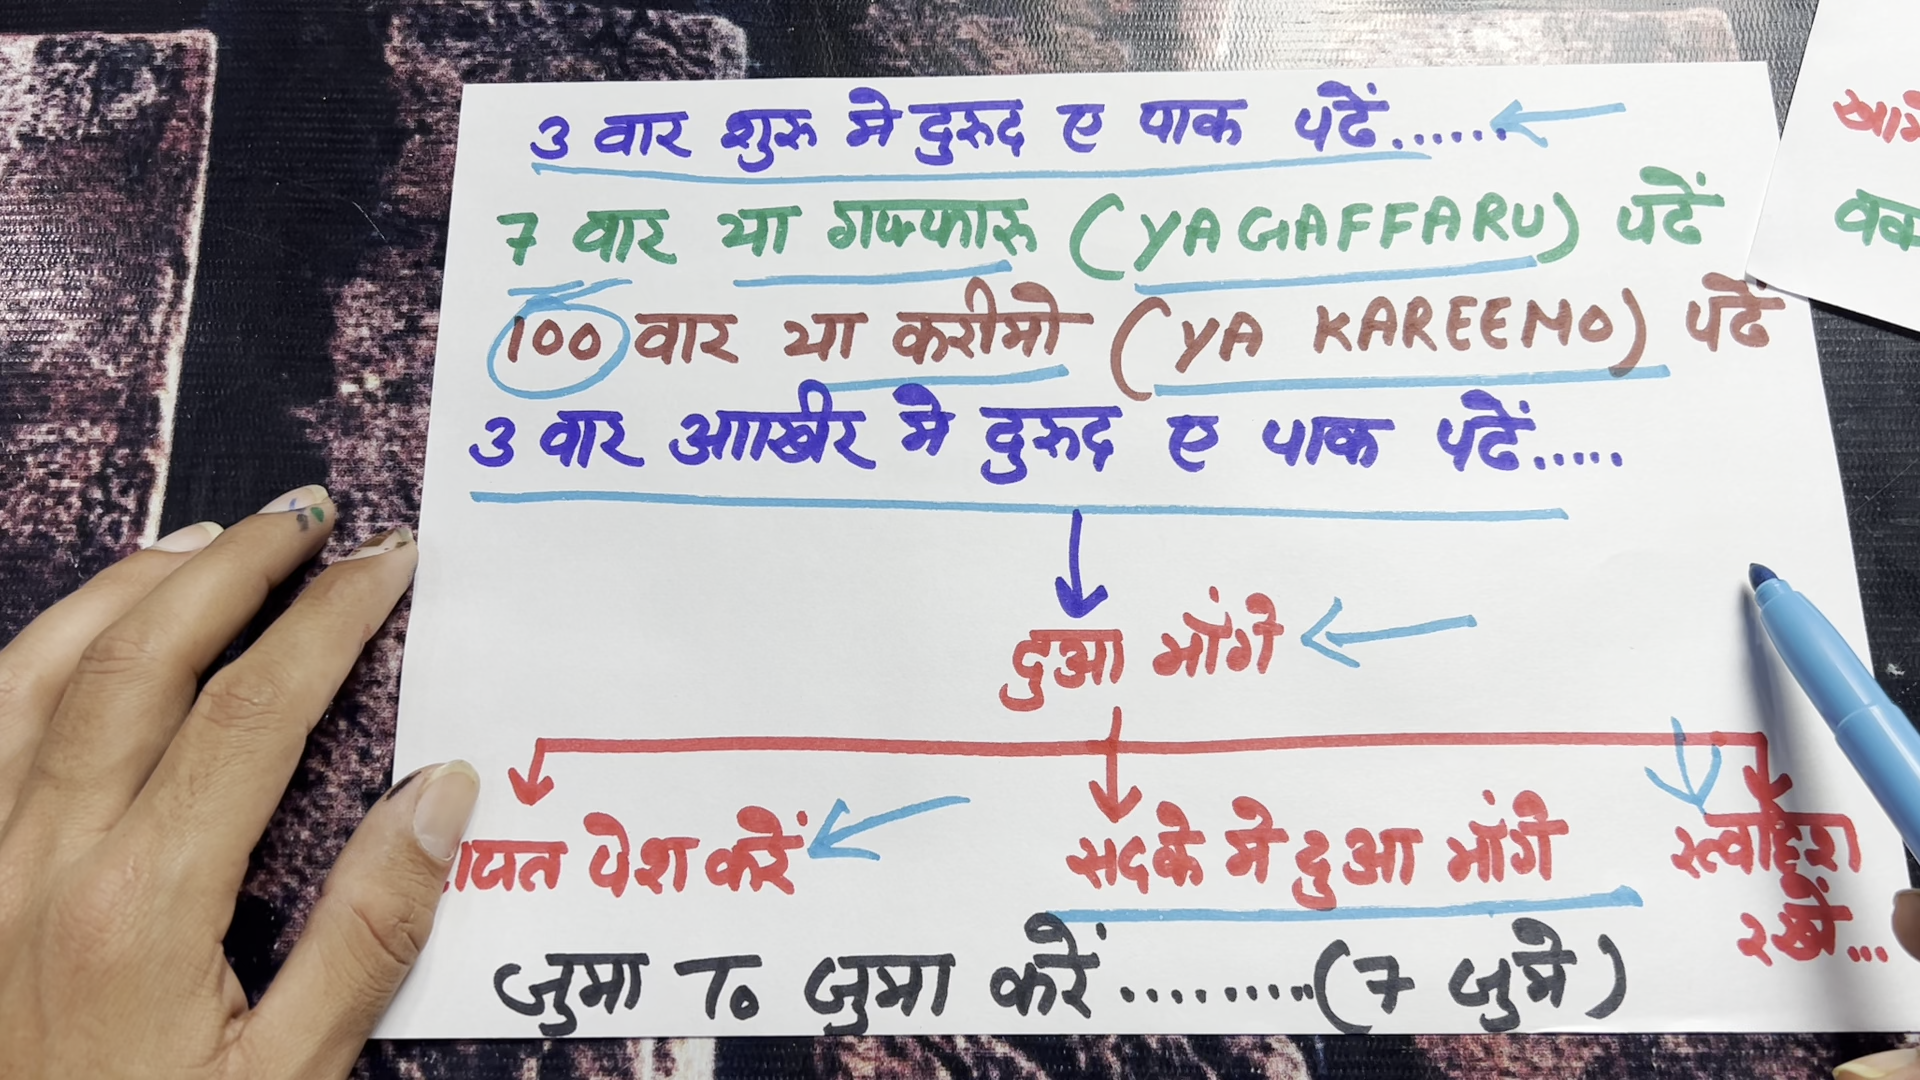 3 वार शुरु मे दुरुद ए पाक पढें......
7 वार या गफ्फारु (YA GAFFARU) पढें
100 वार या करीमो (YA KAREEMO) पढें
3 वार आाखीर मे दुरुद ए पाक पढें.....
दुआ माँगे
पेश करें
सदके मे दुआ माँगे
ख्वाहिश
रखें...
जुमा To जुमा करें.........(7 जुमे)